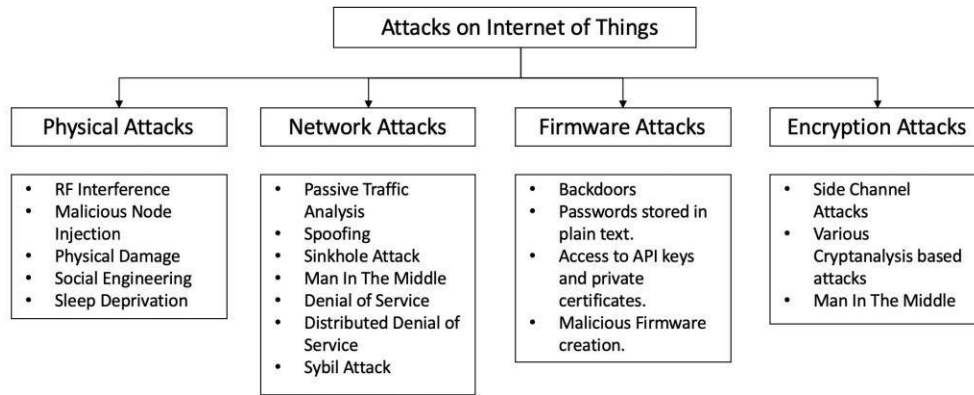 Attacks on Internet of Things
Physical Attacks
Network Attacks
Firmware Attacks
Encryption Attacks
• RF Interference
• Malicious Node
Injection
• Physical Damage
• Social Engineering
• Sleep Deprivation
• Passive Traffic
Analysis
• Spoofing
• Sinkhole Attack
• Man In The Middle
• Denial of Service
• Distributed Denial of
Service
• Sybil Attack
• Backdoors
• Passwords stored in
plain text.
• Access to API keys
and private
certificates.
• Malicious Firmware
creation.
• Side Channel
Attacks
• Various
Cryptanalysis based
attacks
• Man In The Middle